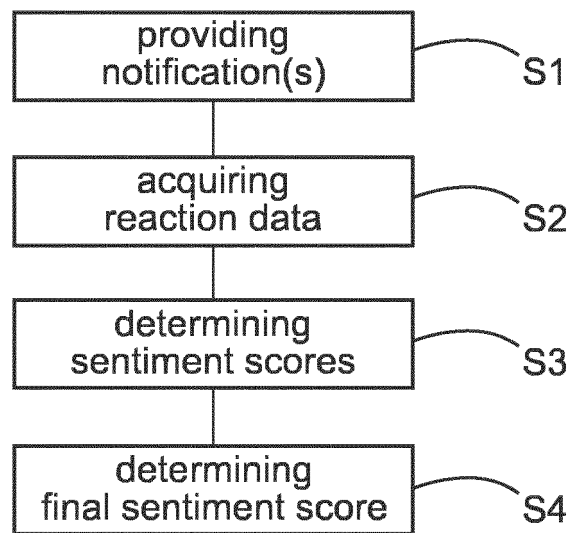 providing
notification(s)
S1
acquiring
reaction data
S2
determining
sentiment scores
S3
determining
final sentiment score
S4